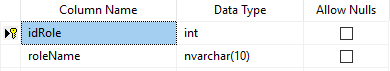 Column Name Data Type Allow Nulls
idRole int
roleName nvarchar(10)